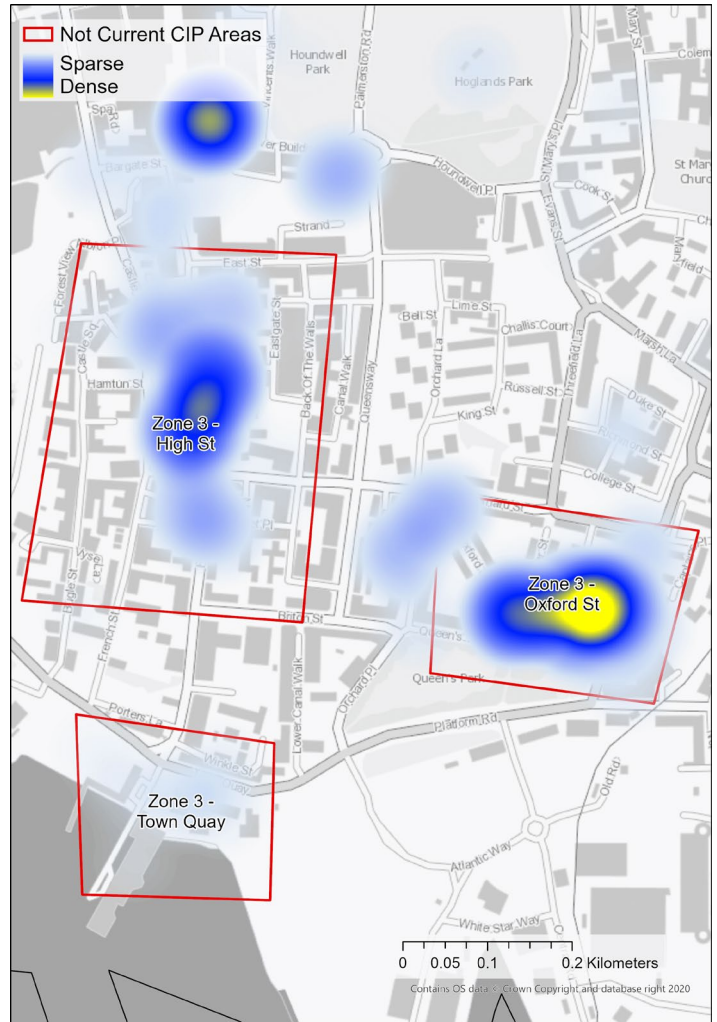 Not Current CIP Areas
Sparse
Dense
Houndwell
Park
Palmerston Rd
Hoglands Park
Mary St
St Mary's Pl
St Mary
Church
Houndwell Pl
Cook St
Evans St
Bargate St
Strand
East St
Forest View
Castle Sq
Hamtun St
Eastgate St
Back Of The Walls
Canal Walk
Queensway
Bell St
Lime St
Orchard La
Challis Court
Threefield La
Marsh La
Russell St
King St
Duke St
College St
Zone 3 -
High St
Zone 3 -
Oxford St
Bugle St
French St
Briton St
Queen's
Queen's Park
Lower Canal Walk
Orchard Pl
Platform Rd
Porters La
Winkle St
Zone 3 -
Town Quay
Old Rd
Atlantic Way
White Star Way
0 0.05 0.1 0.2 Kilometers
Contains OS data © Crown Copyright and database right 2020